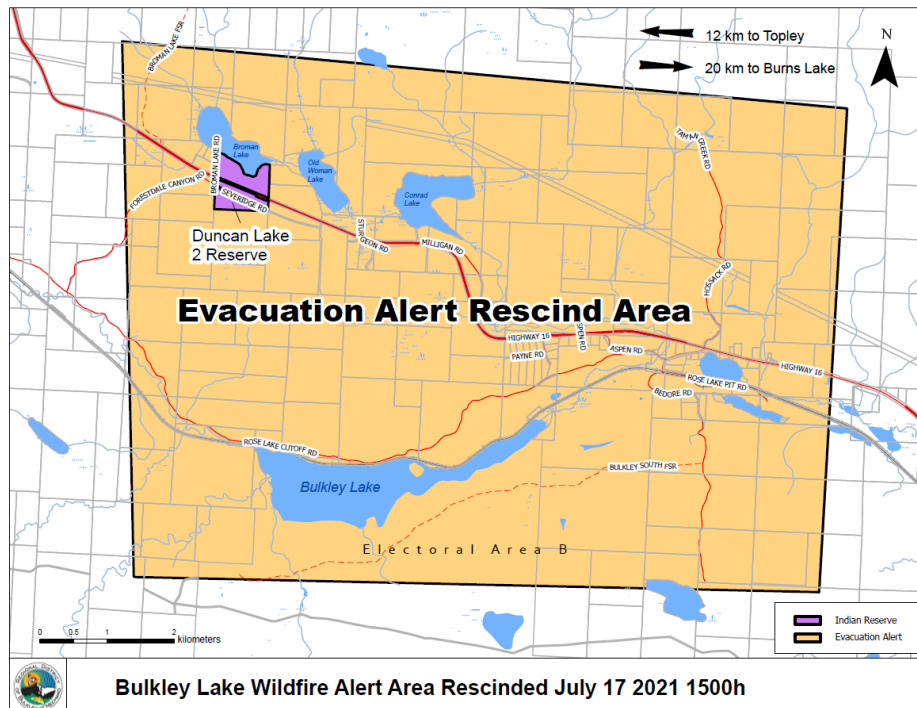 12 km to Topley
N
20 km to Burns Lake
BROMAN LAKE FSR
TAMAN CREEK RD
Broman
Lake
BROMAN LAKE RD
Old
Woman
Lake
FORESTDALE CANYON RD
SEVERIDGE RD
Conrad
Lake
Duncan Lake
2 Reserve
STURGEON RD
MILLIGAN RD
HOSSACK RD
Evacuation Alert Rescind Area
HIGHWAY 16
ASPEN RD
PAYNE RD
ASPEN RD
HIGHWAY 16
ROSE LAKE PIT RD
BEDORE RD
ROSE LAKE CUTOFF RD
BULKLEY SOUTH FSR
Bulkley Lake
Electoral Area B
0 0.5 1 2
kilometers
Indian Reserve
Evacuation Alert
Bulkley Lake Wildfire Alert Area Rescinded July 17 2021 1500h